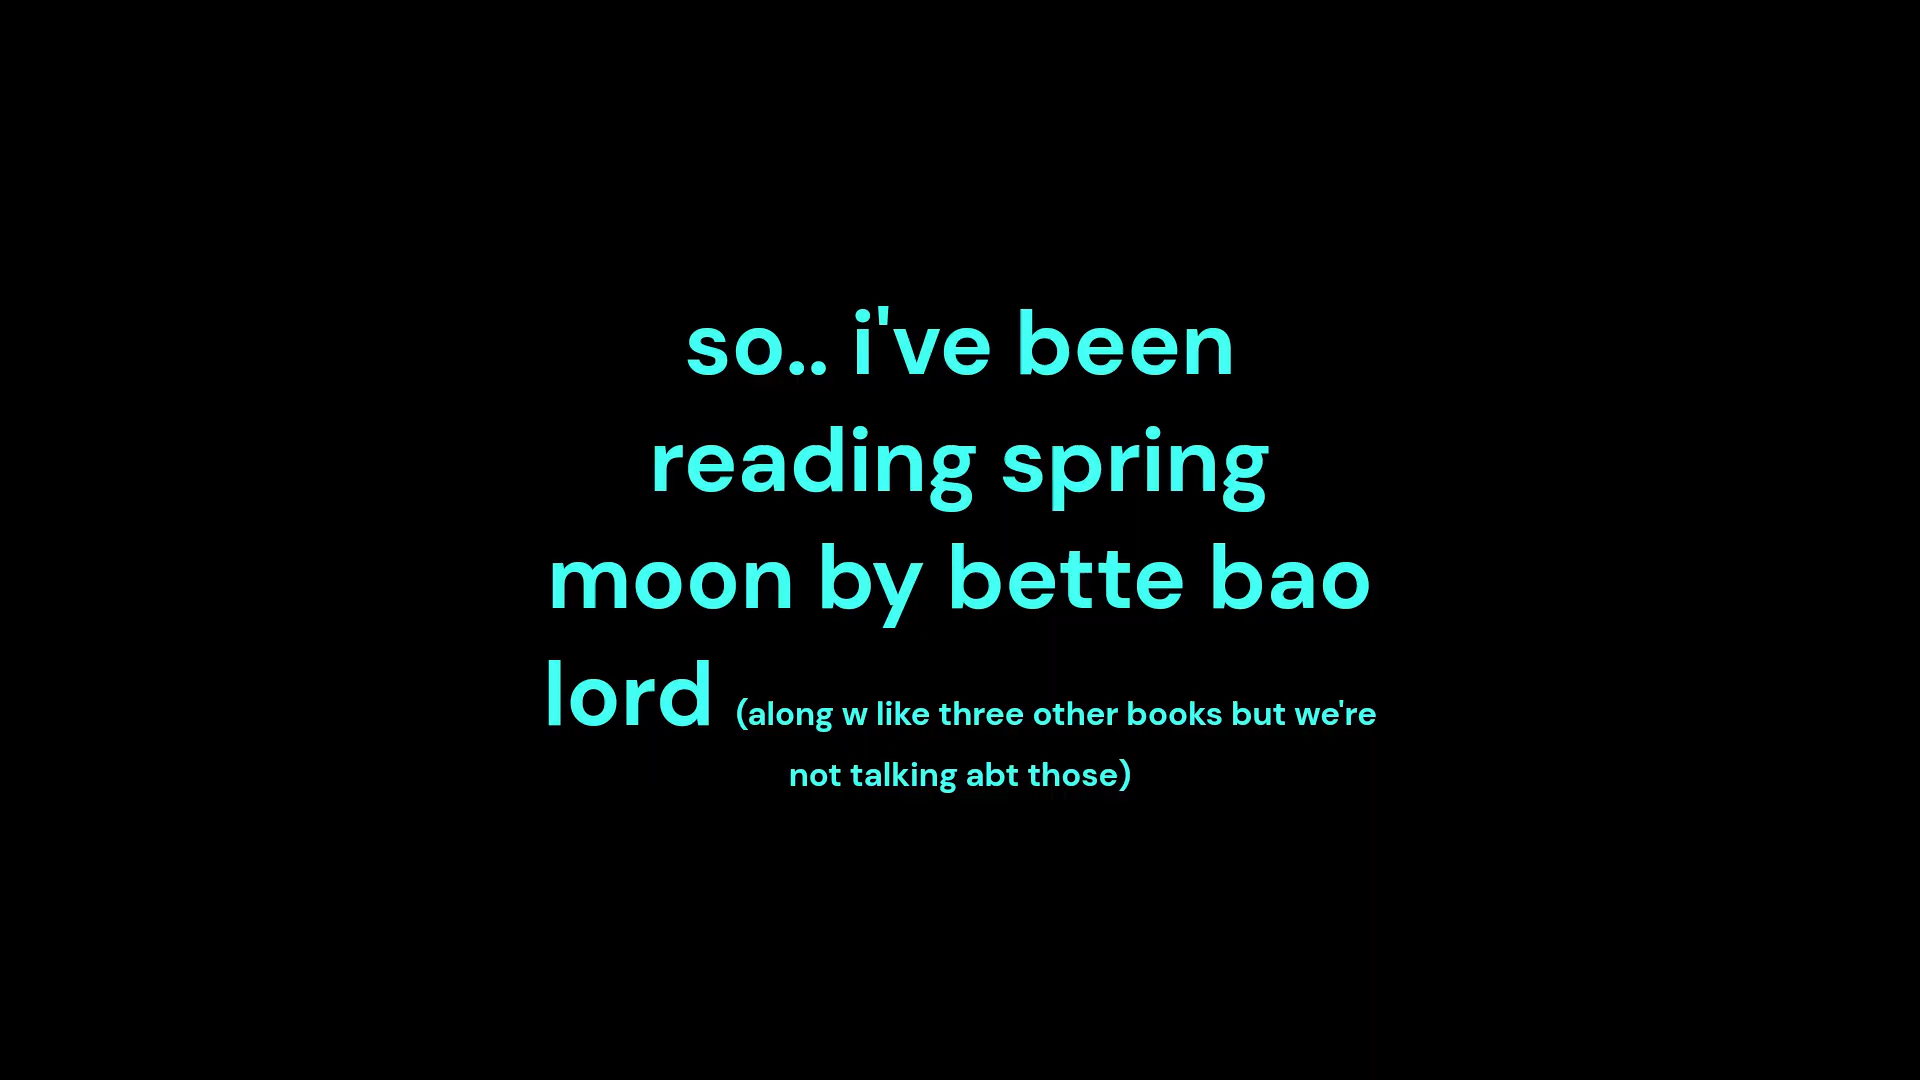 so.. i've been
reading spring
moon by bette bao
lord (along w like three other books but we're
not talking abt those)